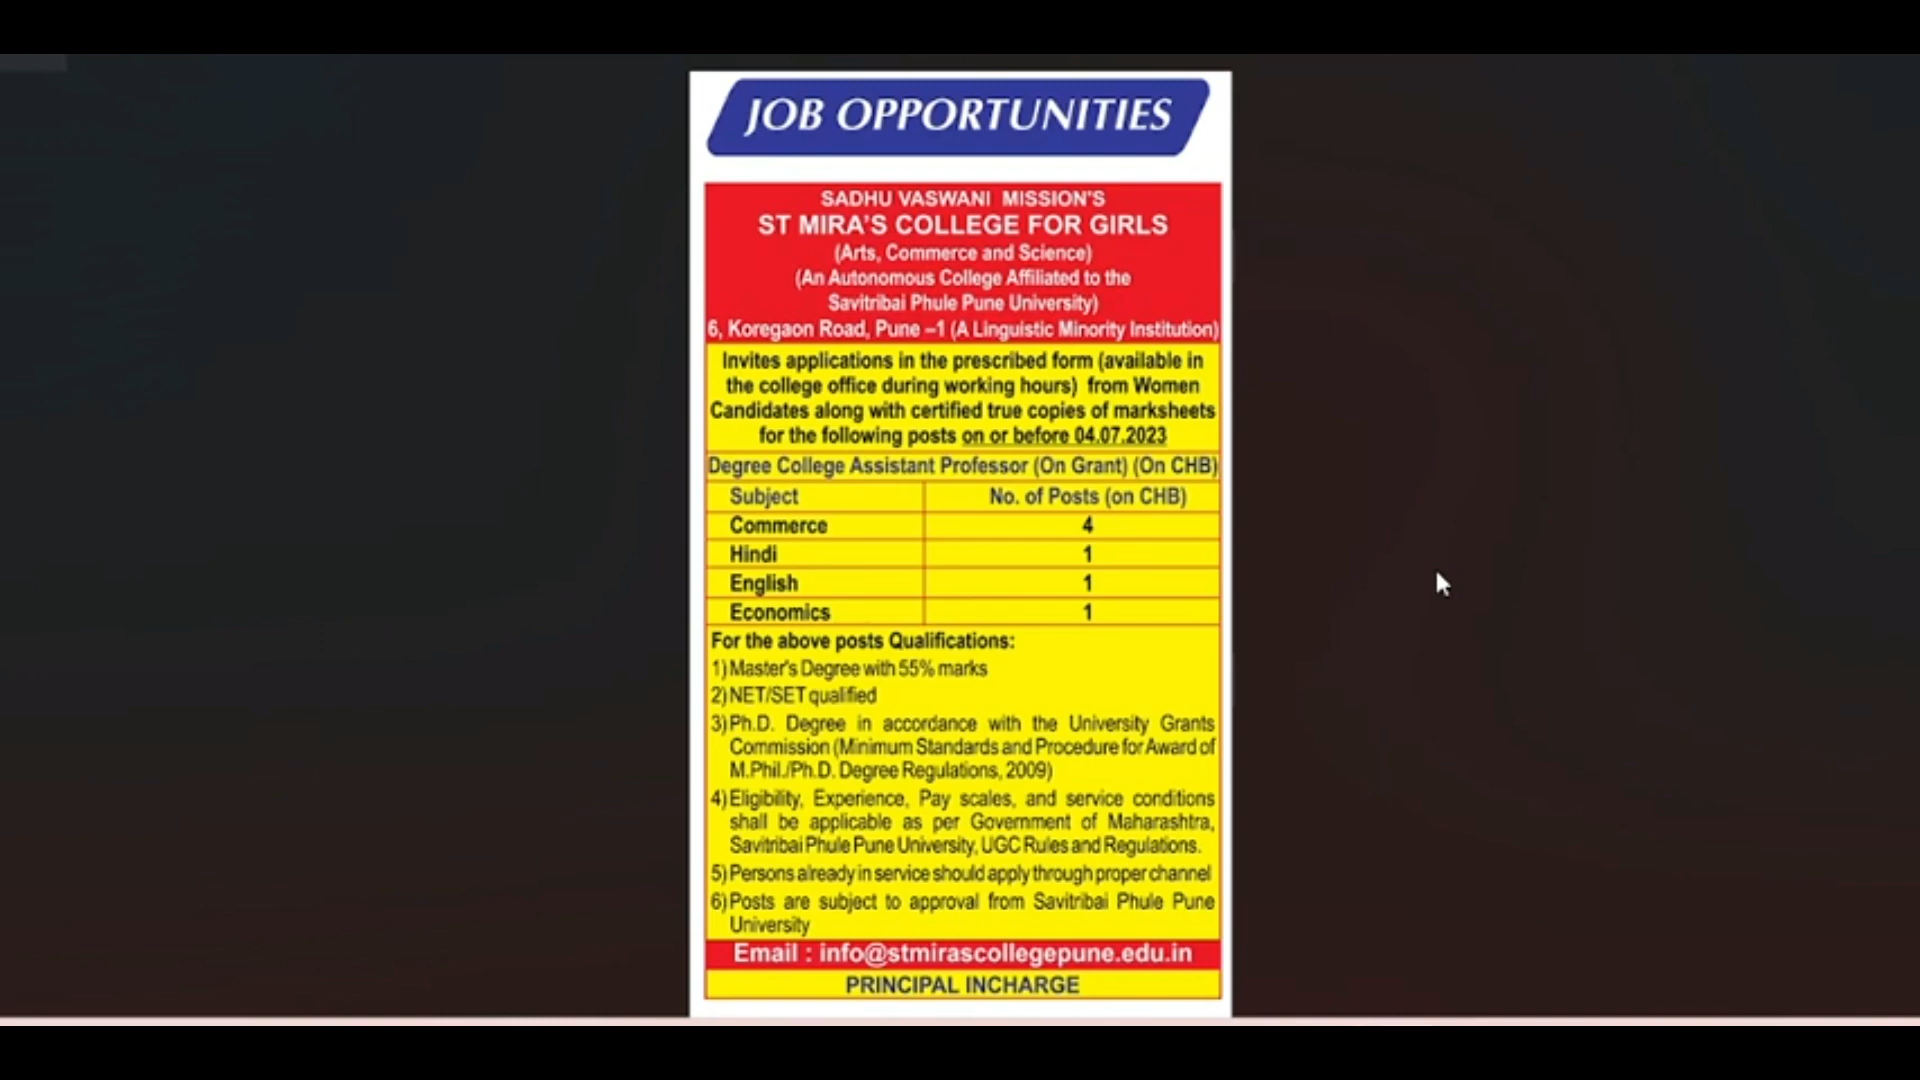 JOB OPPORTUNITIES
SADHU VASWANI MISSION'S
ST MIRA'S COLLEGE FOR GIRLS
(Arts, Commerce and Science)
(An Autonomous College Affiliated to the
Savitribai Phule Pune University)
6, Koregaon Road, Pune –1 (A Linguistic Minority Institution)
Invites applications in the prescribed form (available in
the college office during working hours) from Women
Candidates along with certified true copies of marksheets
for the following posts on or before 04.07.2023
Degree College Assistant Professor (On Grant) (On CHB)
Subject No. of Posts (on CHB)
Commerce 4
Hindi 1
English 1
Economics 1
For the above posts Qualifications:
1) Master's Degree with 55% marks
2) NET/SET qualified
3) Ph.D. Degree in accordance with the University Grants
Commission (Minimum Standards and Procedure for Award of
M.Phil./Ph.D. Degree Regulations, 2009)
4) Eligibility, Experience, Pay scales, and service conditions
shall be applicable as per Government of Maharashtra,
Savitribai Phule Pune University, UGC Rules and Regulations.
5) Persons already in service should apply through proper channel
6) Posts are subject to approval from Savitribai Phule Pune
University
Email : info@stmirascollegepune.edu.in
PRINCIPAL INCHARGE